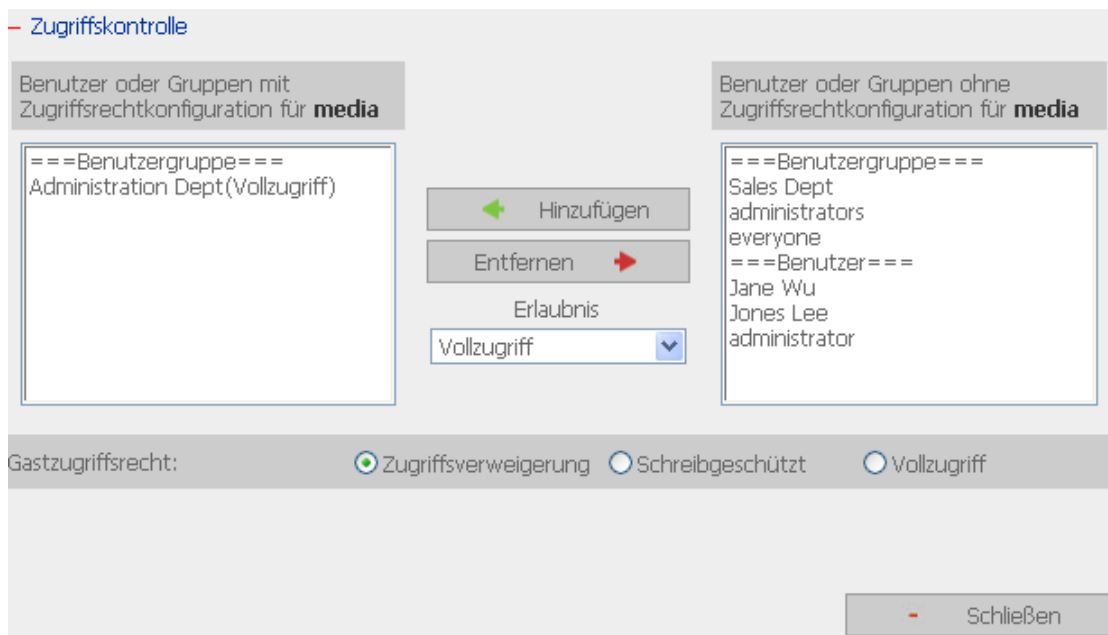 – Zugriffskontrolle
Benutzer oder Gruppen mit
Zugriffsrechtkonfiguration für media
===Benutzergruppe===
Administration Dept(Vollzugriff)
Hinzufügen
Entfernen
Erlaubnis
Vollzugriff
Benutzer oder Gruppen ohne
Zugriffsrechtkonfiguration für media
===Benutzergruppe===
Sales Dept
administrators
everyone
===Benutzer===
Jane Wu
Jones Lee
administrator
Gastzugriffsrecht: Zugriffsverweigerung Schreibgeschützt Vollzugriff
- Schließen